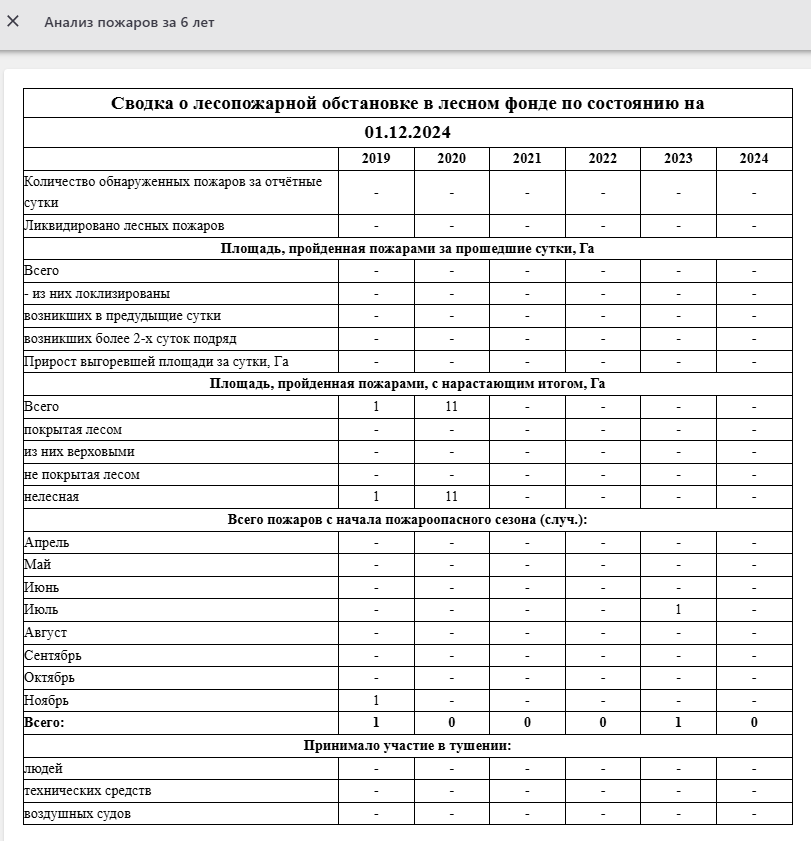 × Анализ пожаров за 6 лет
Сводка о лесопожарной обстановке в лесном фонде по состоянию на
01.12.2024
2019 2020 2021 2022 2023 2024
Количество обнаруженных пожаров за отчётные
сутки - - - - - -
Ликвидировано лесных пожаров - - - - - -
Площадь, пройденная пожарами за прошедшие сутки, Га
Всего - - - - - -
- из них локлизированы - - - - - -
возникших в предудыщие сутки - - - - - -
возникших более 2-х суток подряд - - - - - -
Прирост выгоревшей площади за сутки, Га - - - - - -
Площадь, пройденная пожарами, с нарастающим итогом, Га
Всего 1 11 - - - -
покрытая лесом - - - - - -
из них верховыми - - - - - -
не покрытая лесом - - - - - -
нелесная 1 11 - - - -
Всего пожаров с начала пожароопасного сезона (случ.):
Апрель - - - - - -
Май - - - - - -
Июнь - - - - - -
Июль - - - - 1 -
Август - - - - - -
Сентябрь - - - - - -
Октябрь - - - - - -
Ноябрь 1 - - - - -
Всего: 1 0 0 0 1 0
Принимало участие в тушении:
людей - - - - - -
технических средств - - - - - -
воздушных судов - - - - - -